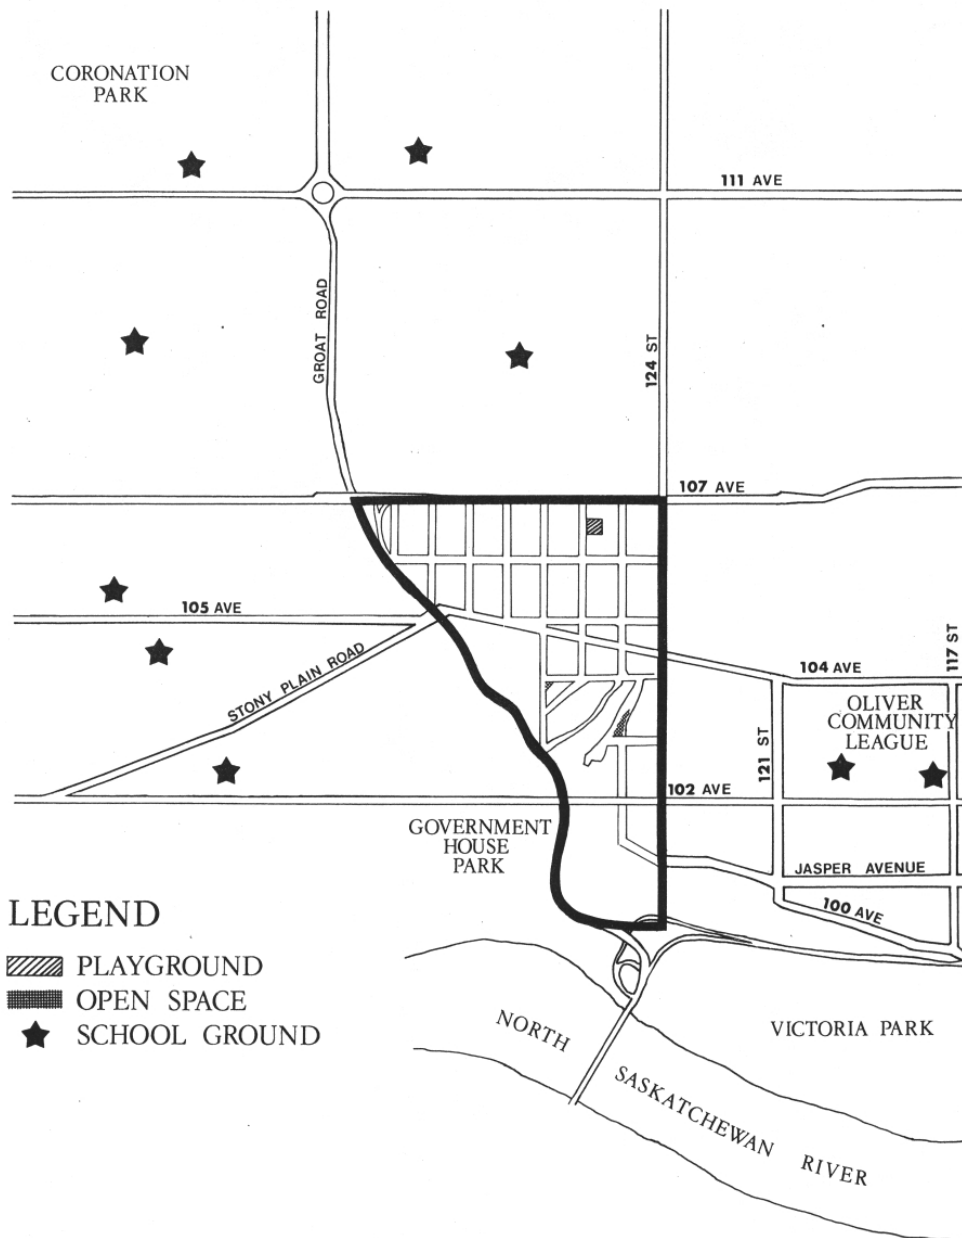 CORONATION
PARK
111 AVE
GROAT ROAD
124 ST
107 AVE
105 AVE
STONY PLAIN ROAD
104 AVE
117 ST
121 ST
OLIVER
COMMUNITY
LEAGUE
102 AVE
GOVERNMENT
HOUSE
PARK
JASPER AVENUE
100 AVE
LEGEND
PLAYGROUND
OPEN SPACE
SCHOOL GROUND
NORTH SASKATCHEWAN RIVER
VICTORIA PARK